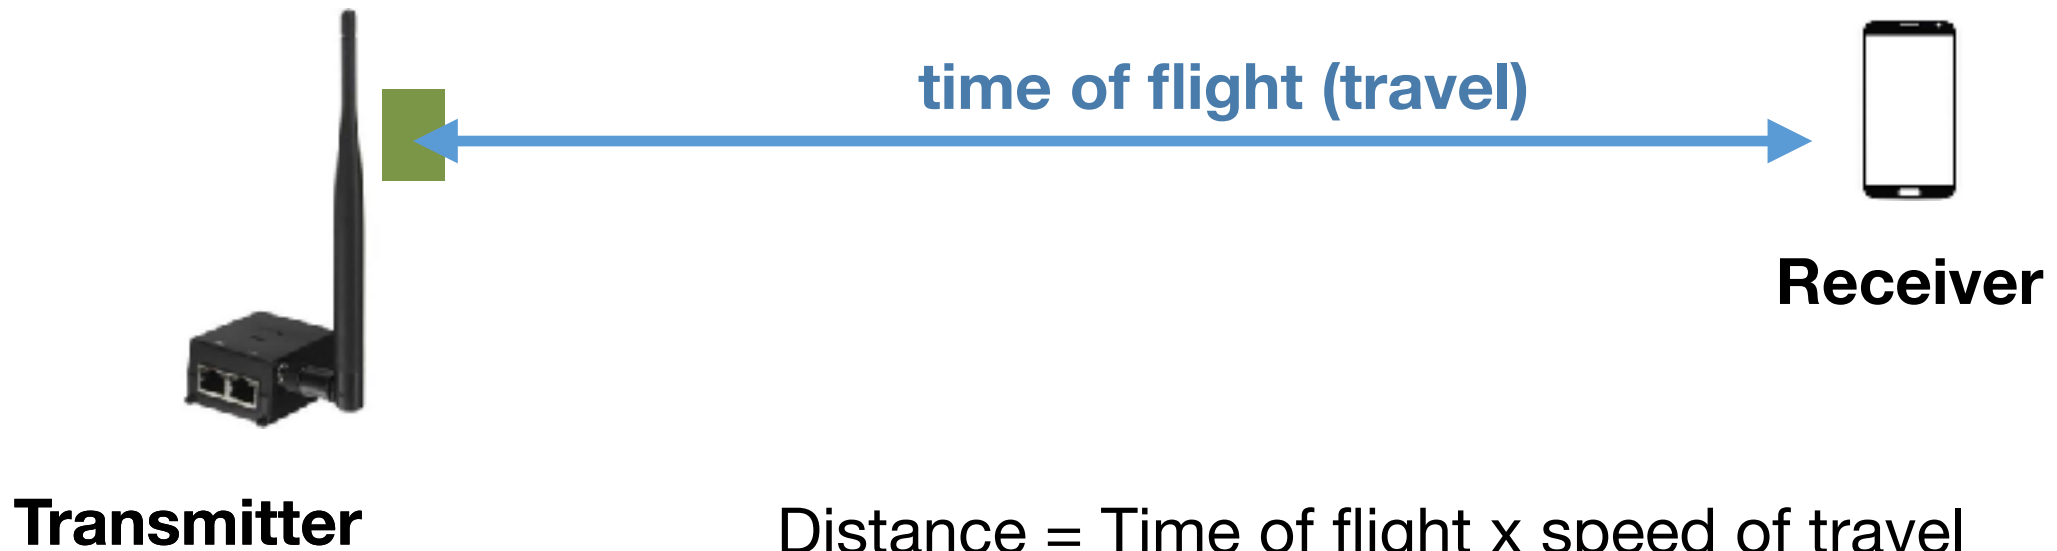 time of flight (travel)
Receiver
Transmitter
Distance = Time of flight x speed of travel